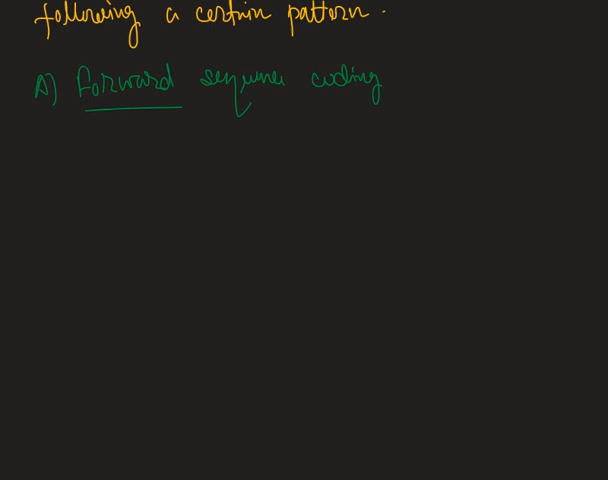 following a certain pattern.
A) Forward sequence coding